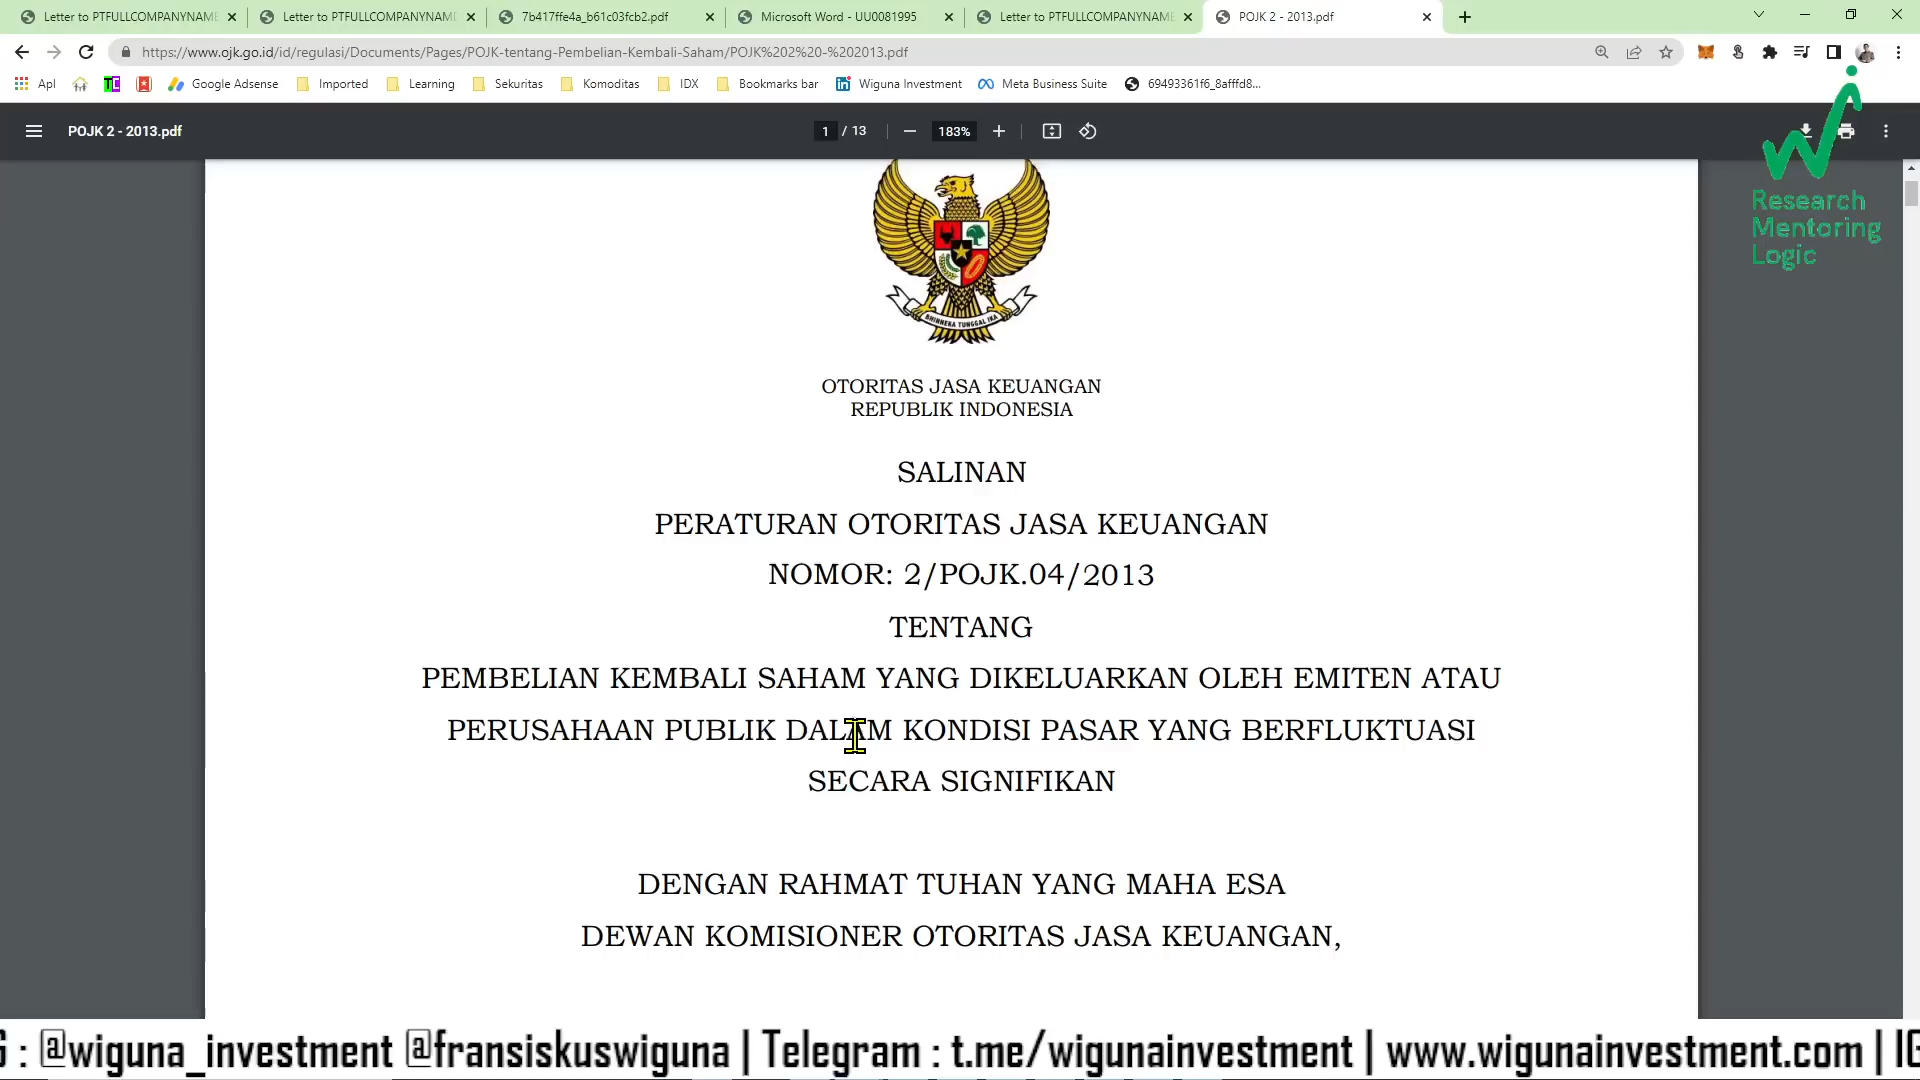 Letter to PTFULLCOMPANYNAME
Letter to PTFULLCOMPANYNAM
7b417ffe4a_b61c03fcb2.pdf
Microsoft Word - UU0081995
Letter to PTFULLCOMPANYNAME
POJK 2 - 2013.pdf
https://www.ojk.go.id/id/regulasi/Documents/Pages/POJK-tentang-Pembelian-Kembali-Saham/POJK%202%20-%202013.pdf
Apl
Google Adsense
Imported
Learning
Sekuritas
Komoditas
IDX
Bookmarks bar
Wiguna Investment
Meta Business Suite
69493361f6_8afffd8...
POJK 2 - 2013.pdf
1 / 13
183%
Research
Mentoring
Logic
BHINNEKA TUNGGAL IKA
OTORITAS JASA KEUANGAN
REPUBLIK INDONESIA
SALINAN
PERATURAN OTORITAS JASA KEUANGAN
NOMOR: 2/POJK.04/2013
TENTANG
PEMBELIAN KEMBALI SAHAM YANG DIKELUARKAN OLEH EMITEN ATAU
PERUSAHAAN PUBLIK DALAM KONDISI PASAR YANG BERFLUKTUASI
SECARA SIGNIFIKAN
DENGAN RAHMAT TUHAN YANG MAHA ESA
DEWAN KOMISIONER OTORITAS JASA KEUANGAN,
G : @wiguna_investment @fransiskuswiguna | Telegram : t.me/wigunainvestment | www.wigunainvestment.com | IG